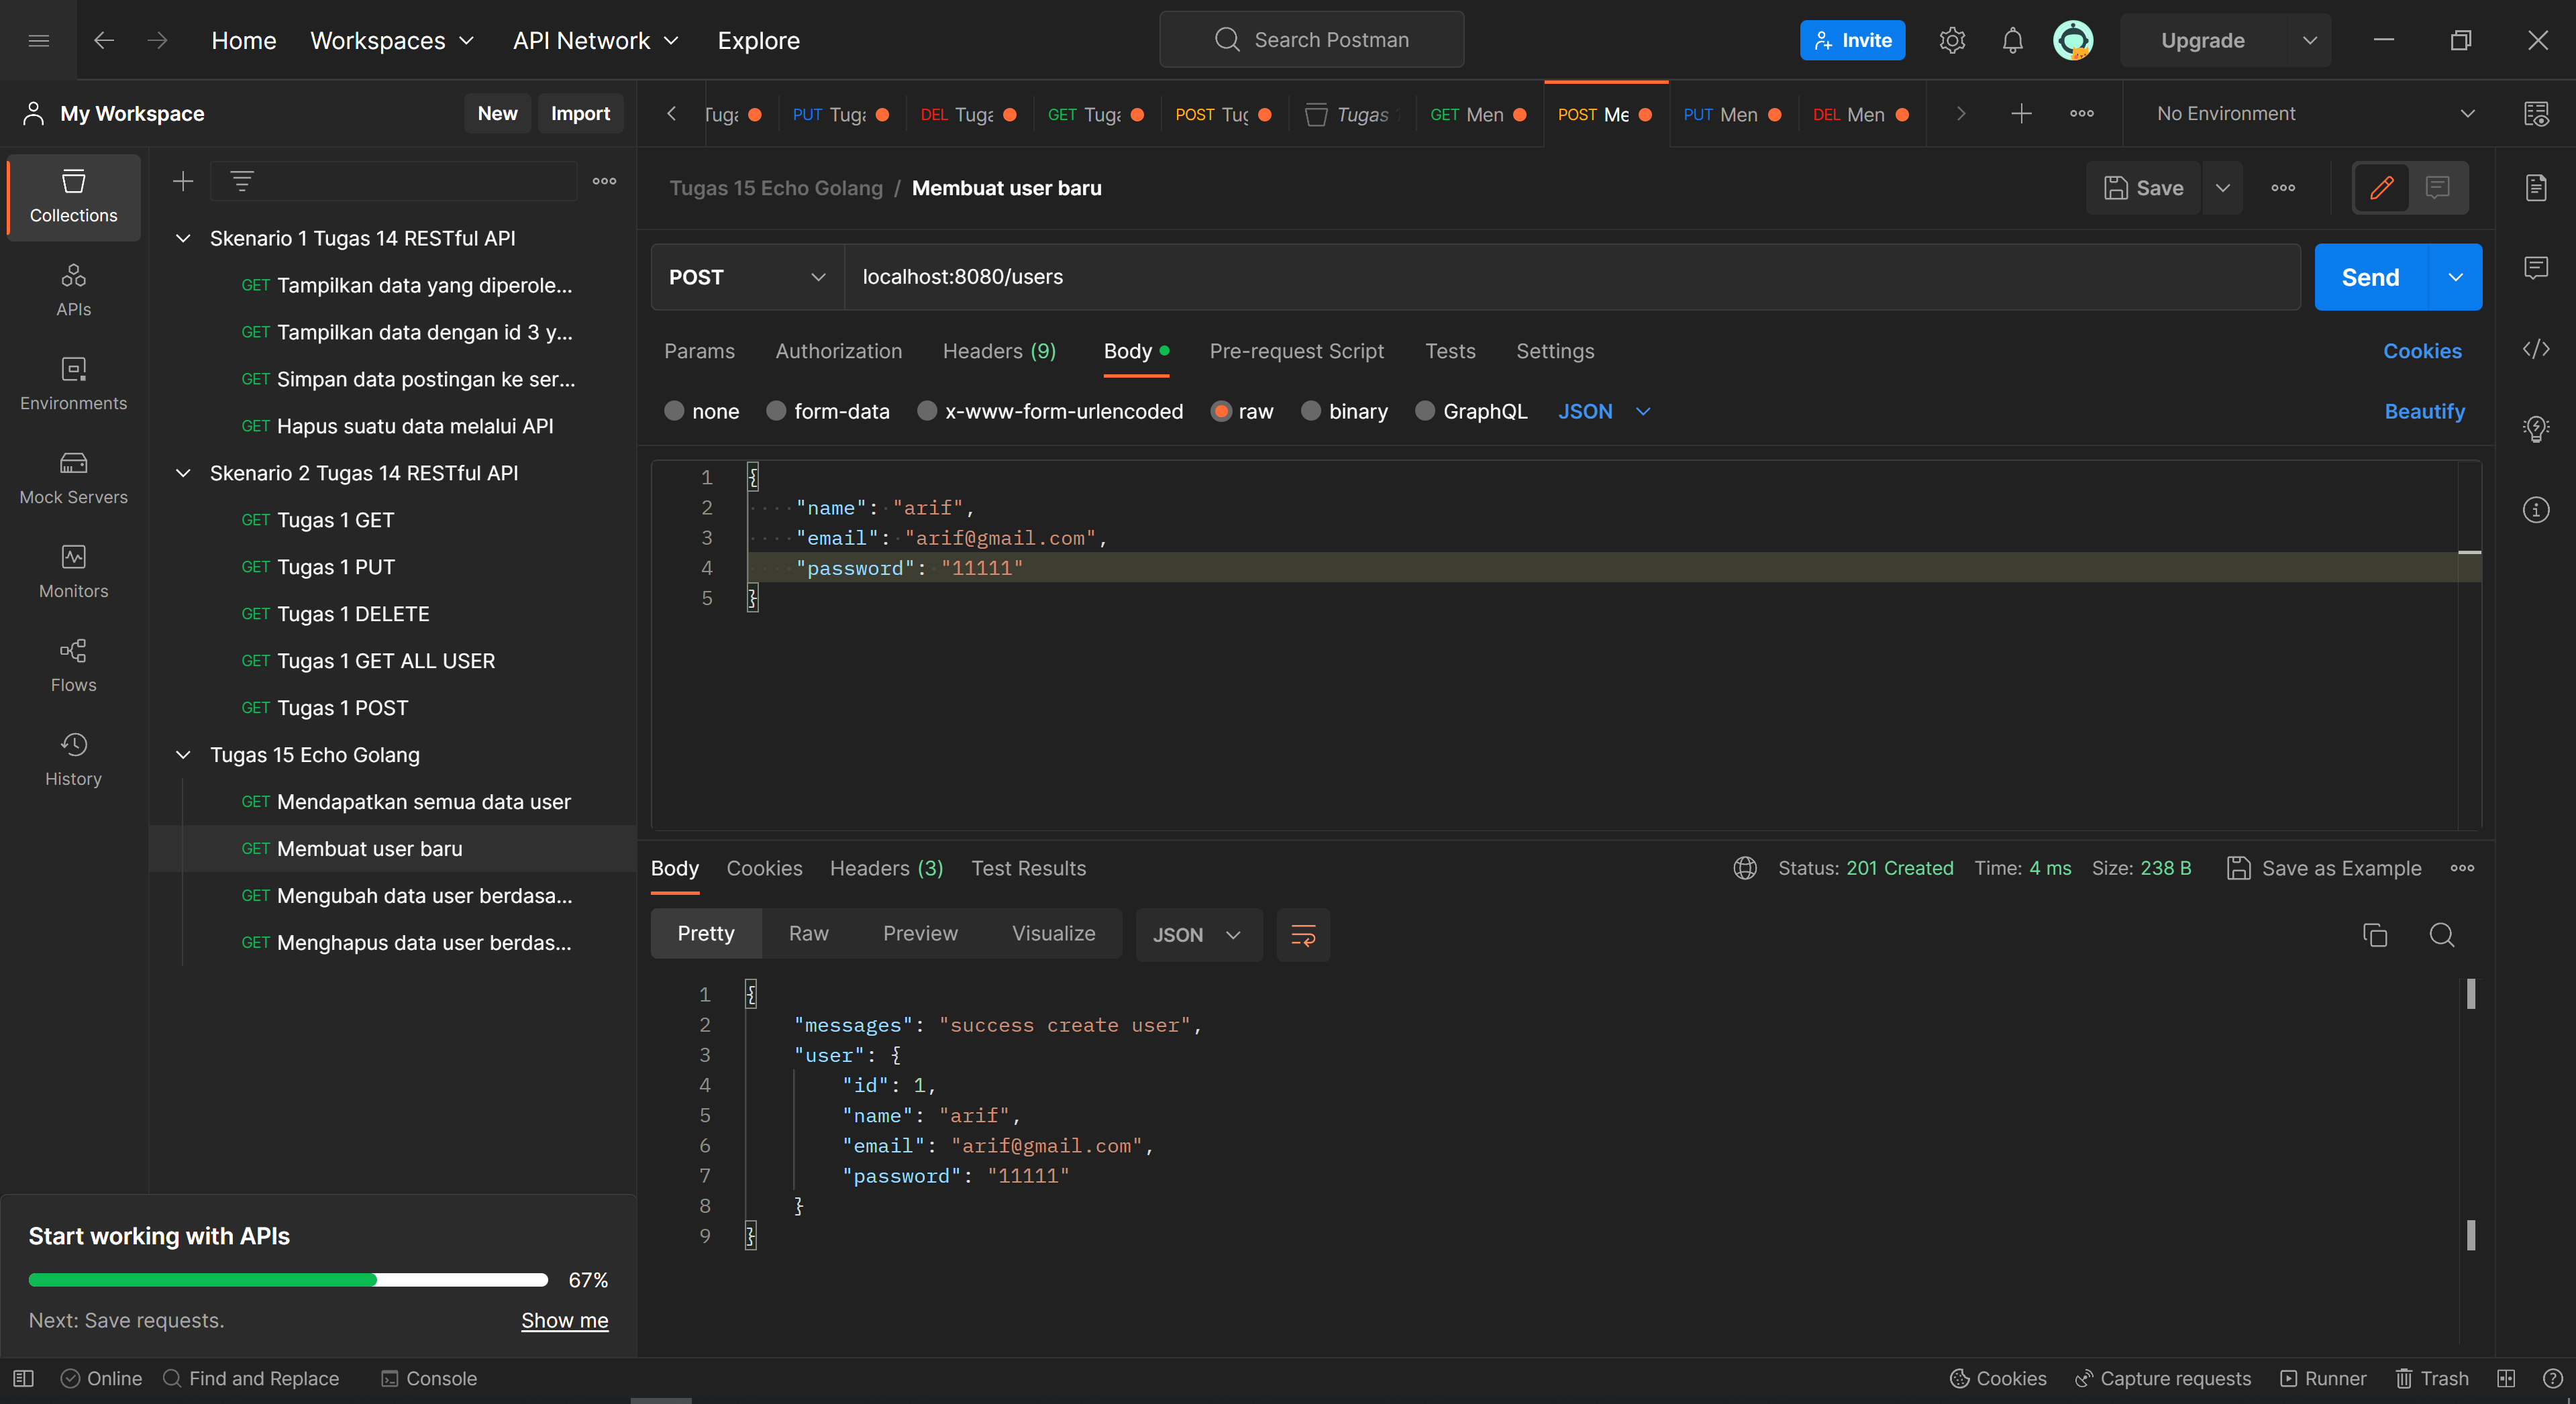 Home Workspaces API Network Explore Search Postman Invite Upgrade
My Workspace New Import
Tuga PUT Tuga DEL Tuga GET Tuga POST Tug Tugas GET Men POST Me PUT Men DEL Men No Environment
Collections
APIs
Environments
Mock Servers
Monitors
Flows
History
Skenario 1 Tugas 14 RESTful API
GET Tampilkan data yang diperole...
GET Tampilkan data dengan id 3 y...
GET Simpan data postingan ke ser...
GET Hapus suatu data melalui API
Skenario 2 Tugas 14 RESTful API
GET Tugas 1 GET
GET Tugas 1 PUT
GET Tugas 1 DELETE
GET Tugas 1 GET ALL USER
GET Tugas 1 POST
Tugas 15 Echo Golang
GET Mendapatkan semua data user
GET Membuat user baru
GET Mengubah data user berdasa...
GET Menghapus data user berdas...
Start working with APIs
67%
Next: Save requests. Show me
Tugas 15 Echo Golang / Membuat user baru Save
POST localhost:8080/users Send
Params Authorization Headers (9) Body Pre-request Script Tests Settings Cookies
none form-data x-www-form-urlencoded raw binary GraphQL JSON Beautify
1 {
2 "name": "arif",
3 "email": "arif@gmail.com",
4 "password": "11111"
5 }
Body Cookies Headers (3) Test Results Status: 201 Created Time: 4 ms Size: 238 B Save as Example
Pretty Raw Preview Visualize JSON
1 {
2 "messages": "success create user",
3 "user": {
4 "id": 1,
5 "name": "arif",
6 "email": "arif@gmail.com",
7 "password": "11111"
8 }
9 }
Online Find and Replace Console Cookies Capture requests Runner Trash